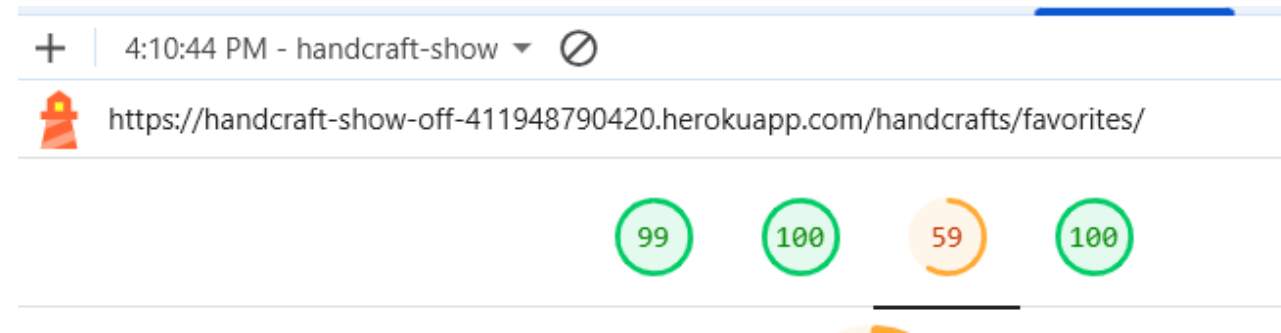 4:10:44 PM - handcraft-show
https://handcraft-show-off-411948790420.herokuapp.com/handcrafts/favorites/
99 100 59 100